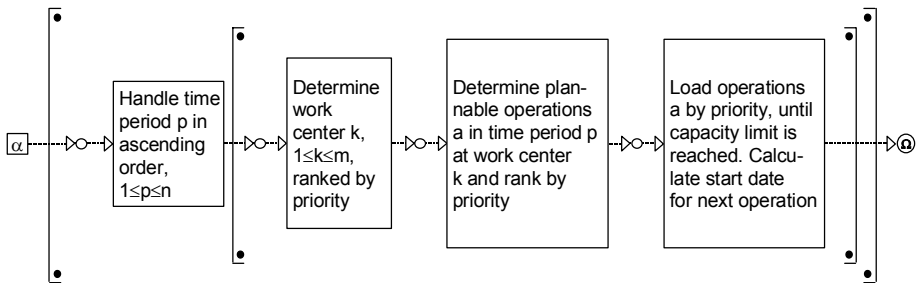 α
Handle time
period p in
ascending
order,
1≤p≤n
Determine
work
center k,
1≤k≤m,
ranked by
priority
Determine plan-
nable operations
a in time period p
at work center
k and rank by
priority
Load operations
a by priority, until
capacity limit is
reached. Calcu-
late start date
for next operation
Ω